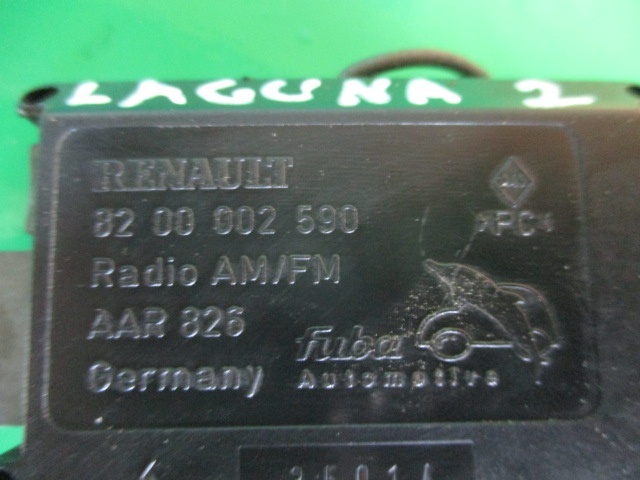 LAGUNA 2
RENAULT
82 00 002 590
>PC<
Radio AM/FM
AAR 826
fuba
Automotive
Germany